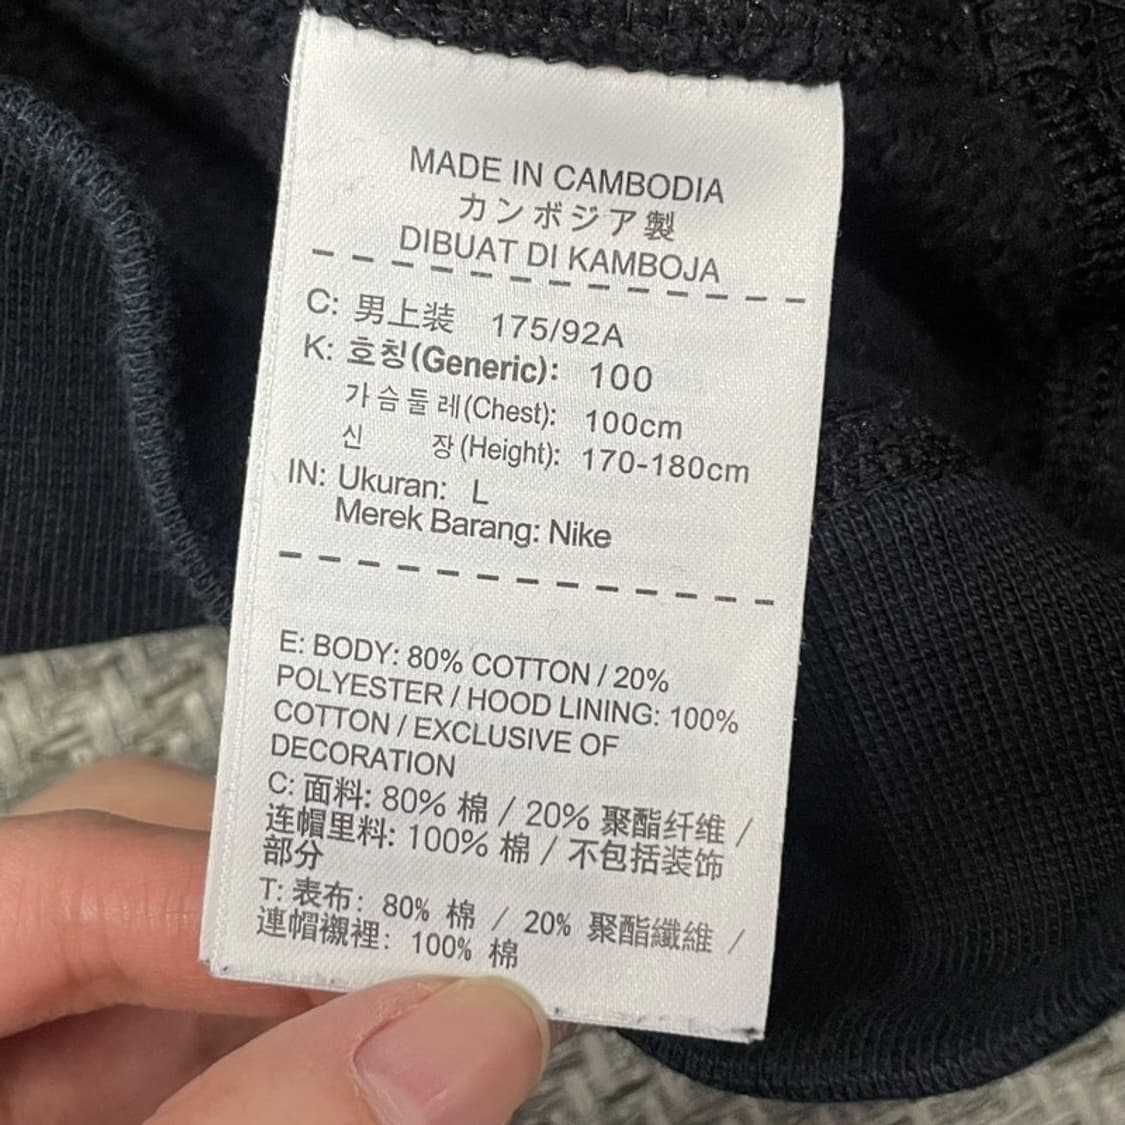 MADE IN CAMBODIA
カンボジア製
DIBUAT DI KAMBOJA
C: 男上装 175/92A
K: 호칭(Generic): 100
가슴둘레(Chest): 100cm
신 장(Height): 170-180cm
IN: Ukuran: L
Merek Barang: Nike
E: BODY: 80% COTTON / 20%
POLYESTER / HOOD LINING: 100%
COTTON / EXCLUSIVE OF
DECORATION
C: 面料: 80% 棉 / 20% 聚酯纤维 /
连帽里料: 100% 棉 / 不包括装饰
部分
T: 表布: 80% 棉 / 20% 聚酯纖維 /
連帽襯裡: 100% 棉